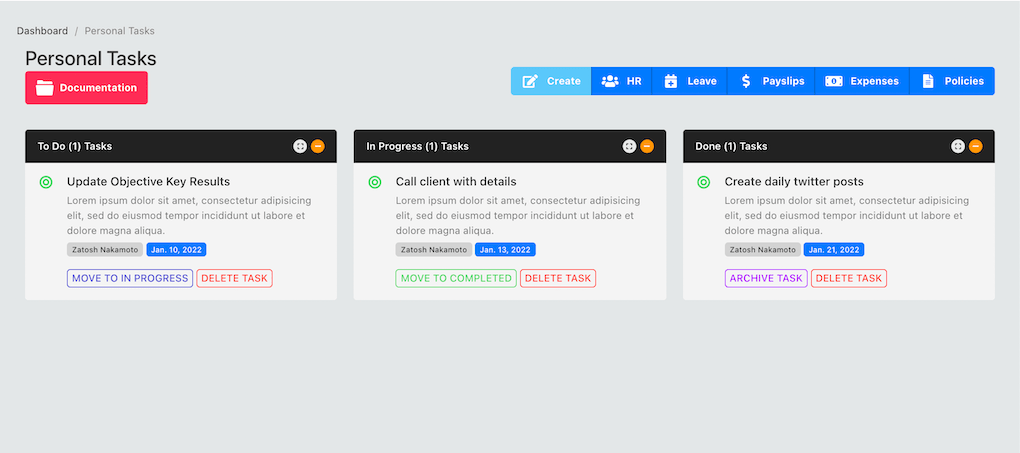 Dashboard / Personal Tasks
Personal Tasks
Documentation
Create HR Leave Payslips Expenses Policies
To Do (1) Tasks
Update Objective Key Results
Lorem ipsum dolor sit amet, consectetur adipisicing
elit, sed do eiusmod tempor incididunt ut labore et
dolore magna aliqua.
Zatosh Nakamoto Jan. 10, 2022
MOVE TO IN PROGRESS DELETE TASK
In Progress (1) Tasks
Call client with details
Lorem ipsum dolor sit amet, consectetur adipisicing
elit, sed do eiusmod tempor incididunt ut labore et
dolore magna aliqua.
Zatosh Nakamoto Jan. 13, 2022
MOVE TO COMPLETED DELETE TASK
Done (1) Tasks
Create daily twitter posts
Lorem ipsum dolor sit amet, consectetur adipisicing
elit, sed do eiusmod tempor incididunt ut labore et
dolore magna aliqua.
Zatosh Nakamoto Jan. 21, 2022
ARCHIVE TASK DELETE TASK